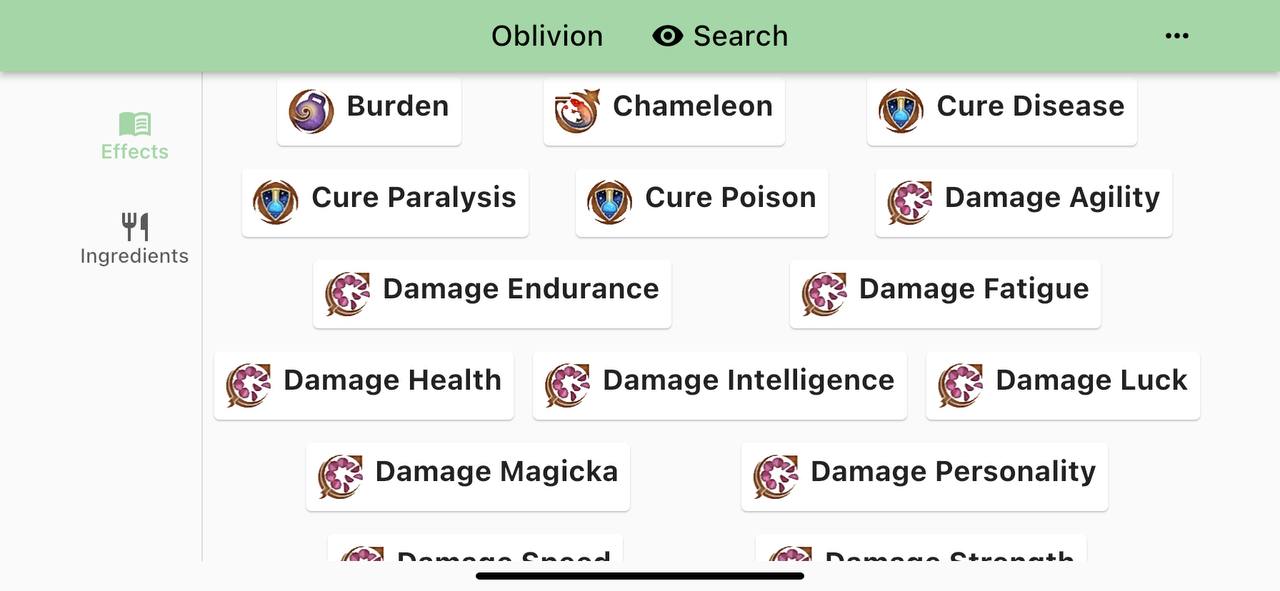 Oblivion Search
Effects
Ingredients
Burden Chameleon Cure Disease
Cure Paralysis Cure Poison Damage Agility
Damage Endurance Damage Fatigue
Damage Health Damage Intelligence Damage Luck
Damage Magicka Damage Personality
Damage Speed Damage Strength